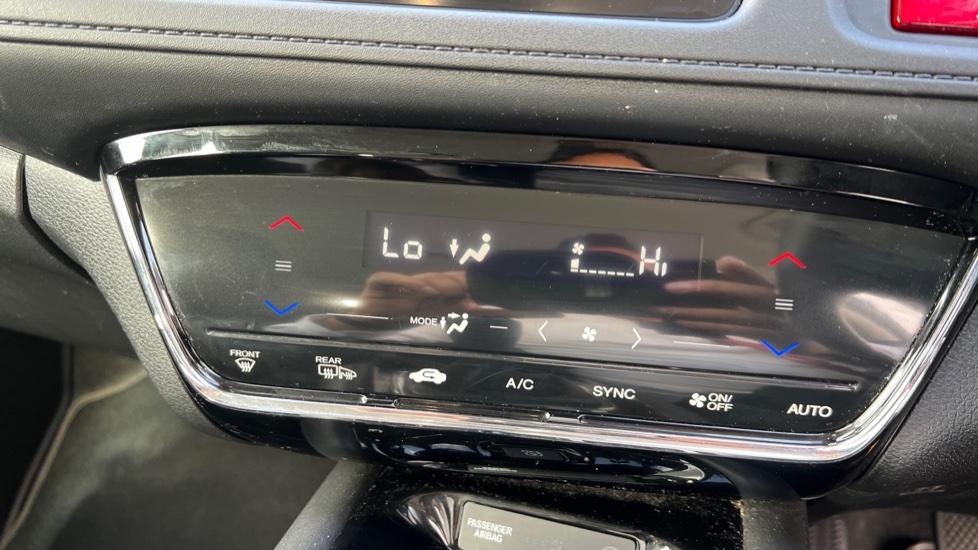 Lo Hi
MODE
FRONT REAR A/C SYNC ON/
OFF AUTO
PASSENGER
AIRBAG